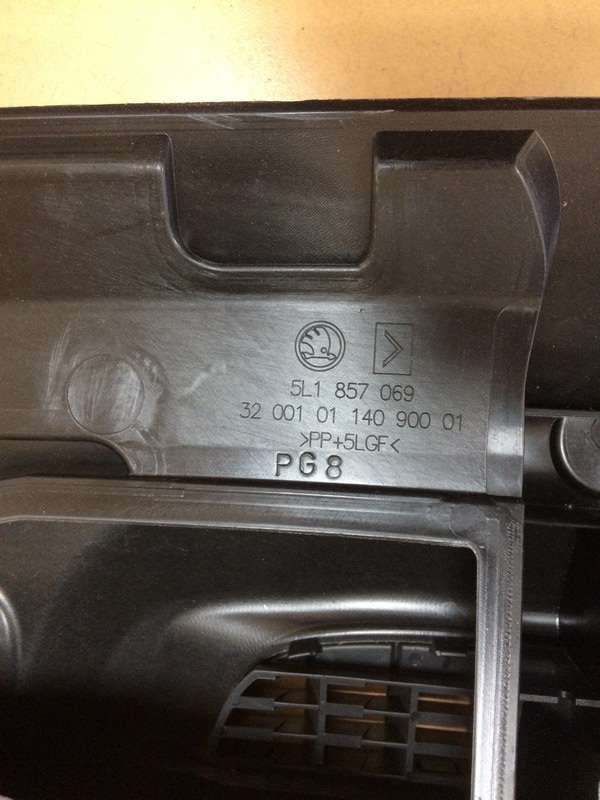 5L1 857 069
32 001 01 140 900 01
>PP+5LGF<
PG8